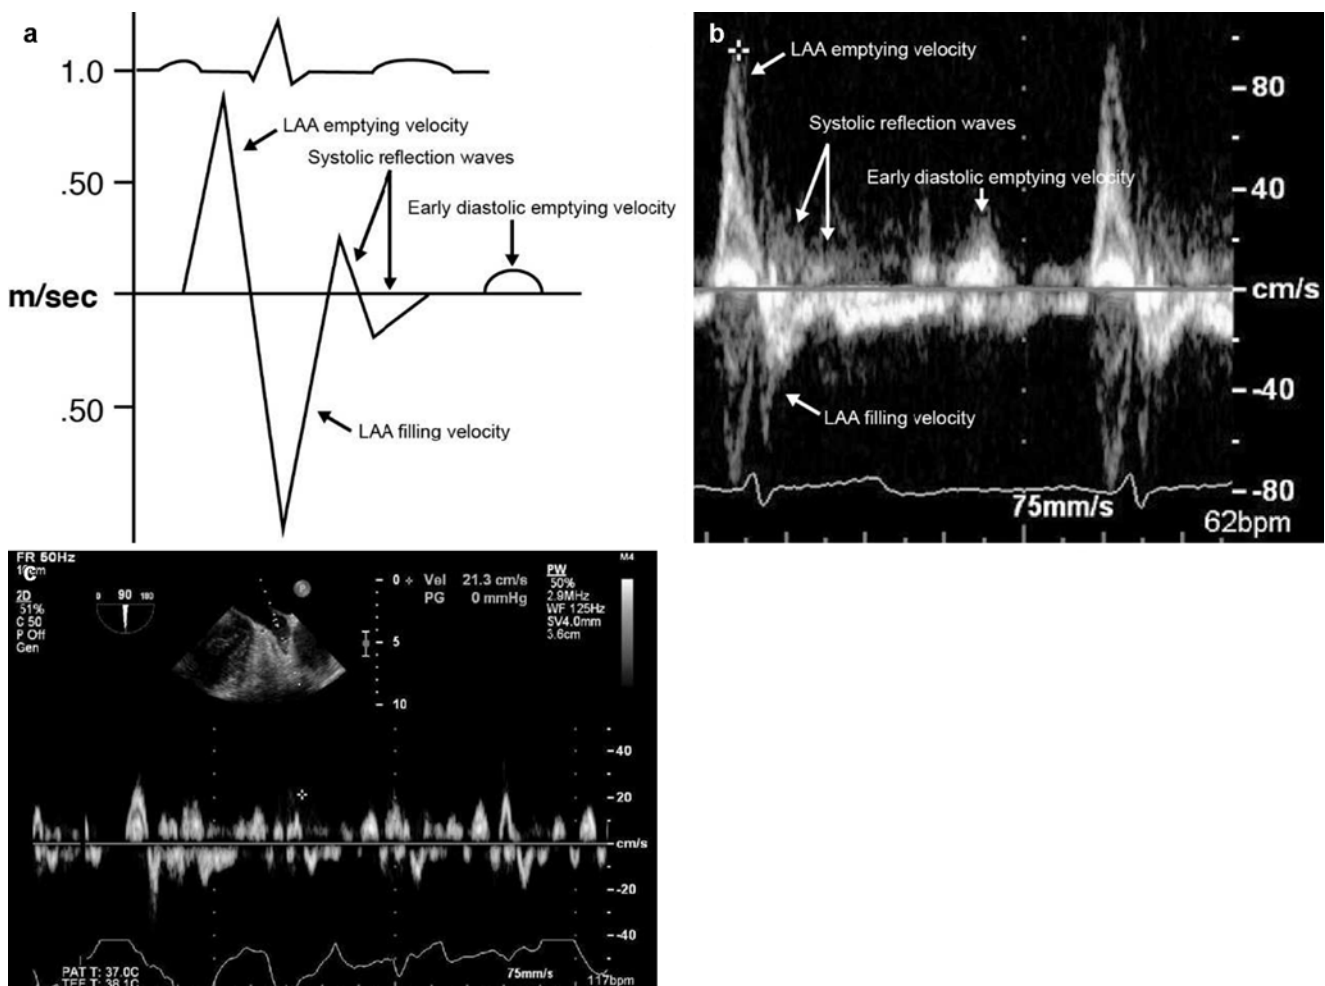 a
1.0
LAA emptying velocity
Systolic reflection waves
.50
Early diastolic emptying velocity
m/sec
.50
LAA filling velocity
b
LAA emptying velocity
80
Systolic reflection waves
Early diastolic emptying velocity
40
cm/s
-40
LAA filling velocity
-80
75mm/s
62bpm
c
FR 50Hz
2D
51%
C 50
P Off
Gen
0 90 180
P
0
5
10
Vel 21.3 cm/s
PG 0 mmHg
PW
50%
2.9MHz
WF 125Hz
SV4.0mm
3.6cm
M4
40
20
cm/s
-20
-40
PAT T: 37.0C
TEE T: 38.1C
75mm/s
117bpm